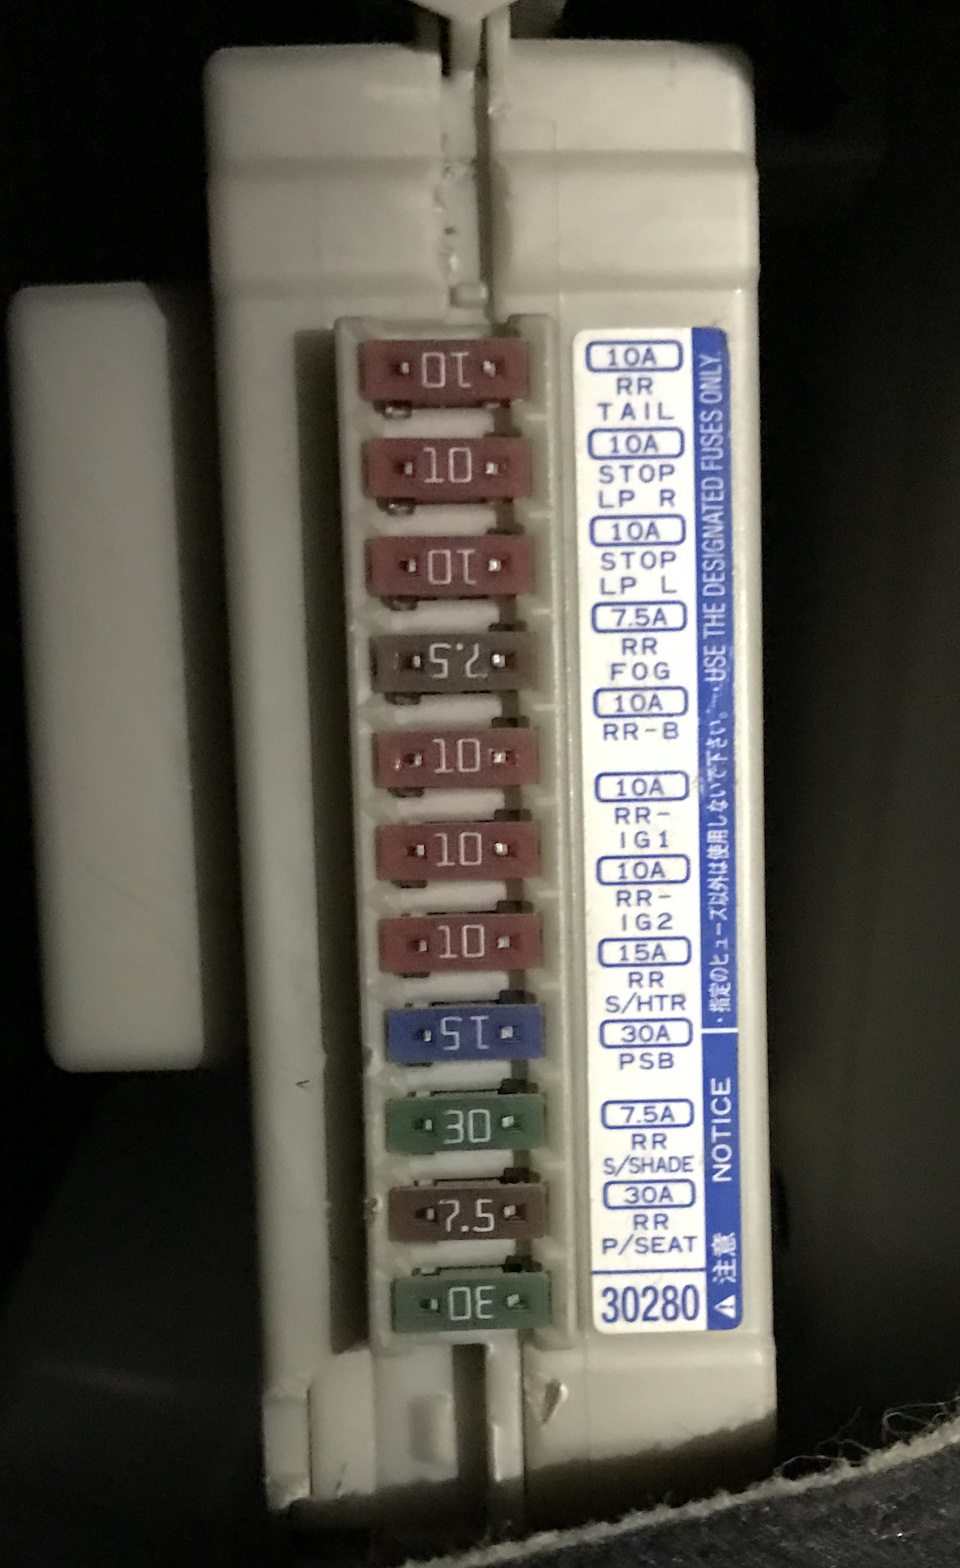 10
10
10
7.5
10
10
10
15
30
7.5
30
10A
RR
TAIL
10A
STOP
LP R
10A
STOP
LP L
7.5A
RR
FOG
10A
RR-B
10A
RR-
IG1
10A
RR-
IG2
15A
RR
S/HTR
30A
PSB
7.5A
RR
S/SHADE
30A
RR
P/SEAT
30280
⚠ 注意 NOTICE
・指定のヒューズ以外は使用しないで下さい。・USE THE DESIGNATED FUSES ONLY.